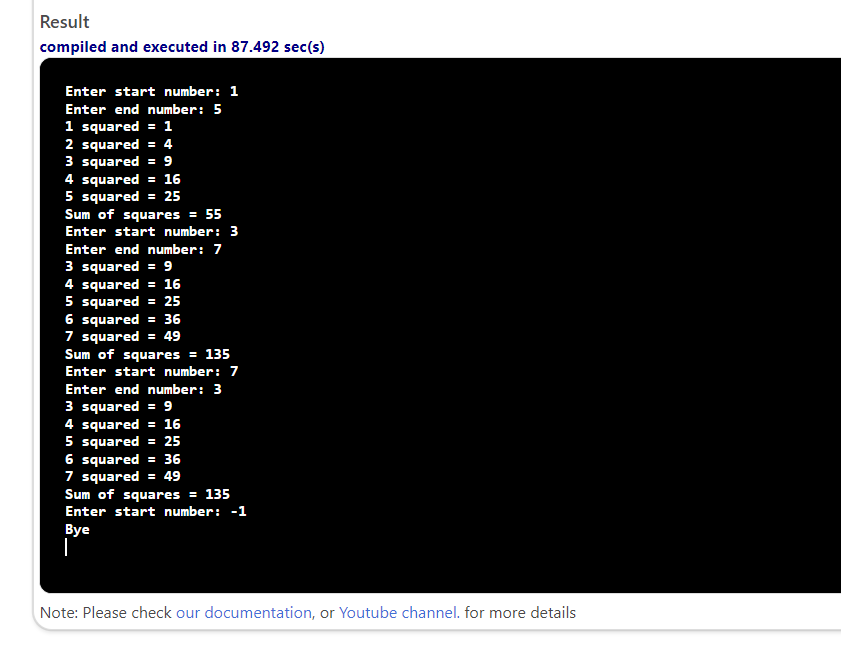 Result
compiled and executed in 87.492 sec(s)
Enter start number: 1
Enter end number: 5
1 squared = 1
2 squared = 4
3 squared = 9
4 squared = 16
5 squared = 25
Sum of squares = 55
Enter start number: 3
Enter end number: 7
3 squared = 9
4 squared = 16
5 squared = 25
6 squared = 36
7 squared = 49
Sum of squares = 135
Enter start number: 7
Enter end number: 3
3 squared = 9
4 squared = 16
5 squared = 25
6 squared = 36
7 squared = 49
Sum of squares = 135
Enter start number: -1
Bye
Note: Please check our documentation, or Youtube channel. for more details